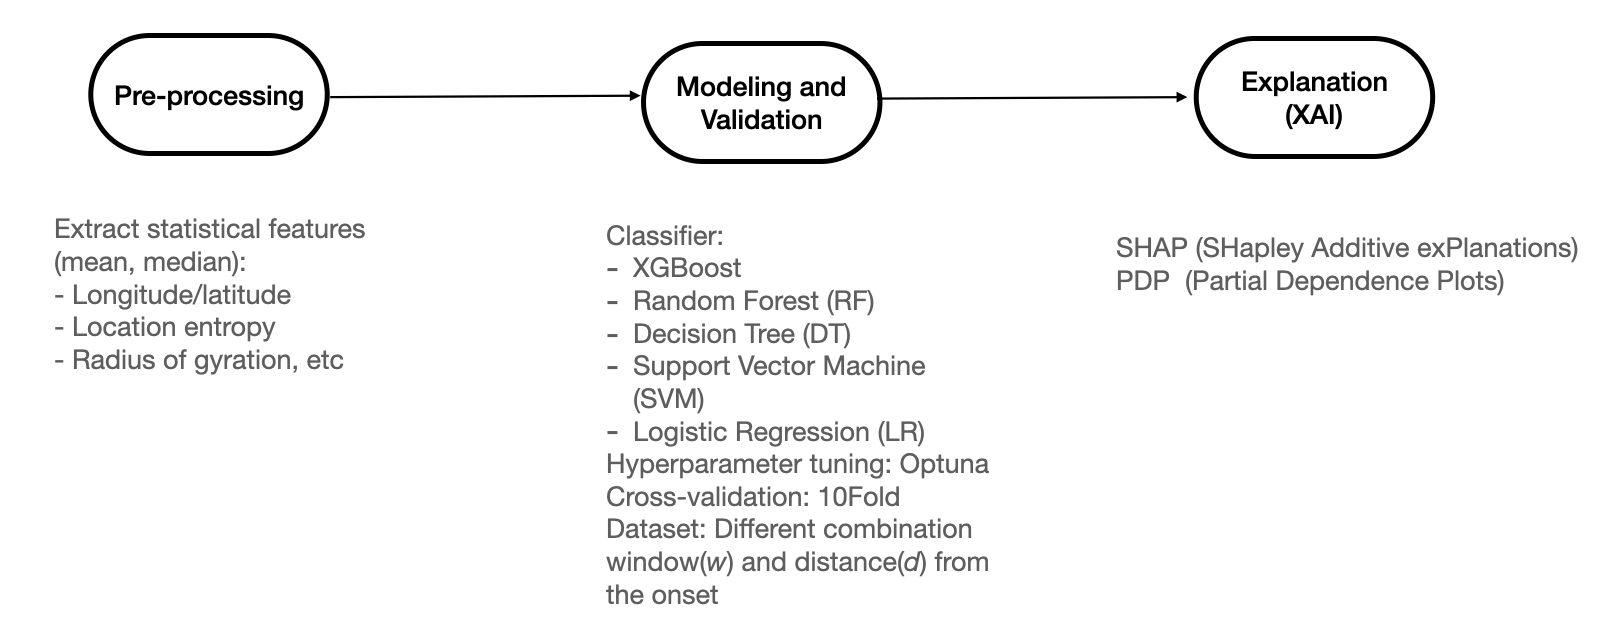 Pre-processing
Modeling and
Validation
Explanation
(XAI)
Extract statistical features
(mean, median):
- Longitude/latitude
- Location entropy
- Radius of gyration, etc
Classifier:
- XGBoost
- Random Forest (RF)
- Decision Tree (DT)
- Support Vector Machine
(SVM)
- Logistic Regression (LR)
Hyperparameter tuning: Optuna
Cross-validation: 10Fold
Dataset: Different combination
window(w) and distance(d) from
the onset
SHAP (SHapley Additive exPlanations)
PDP (Partial Dependence Plots)